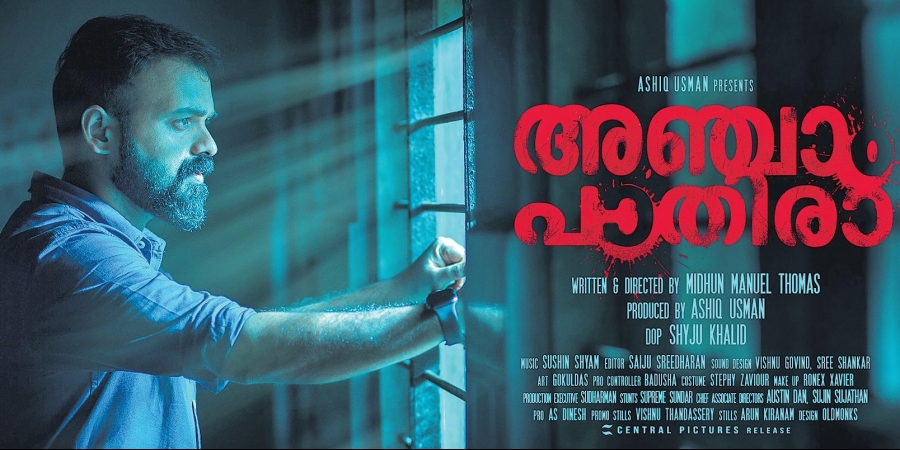 ASHIQ USMAN PRESENTS
അഞ്ചാം
പാതിരാ
WRITTEN & DIRECTED BY MIDHUN MANUEL THOMAS
PRODUCED BY ASHIQ USMAN
DOP SHYJU KHALID
MUSIC SUSHIN SHYAM EDITOR SAIJU SREEDHARAN SOUND DESIGN VISHNU GOVIND, SREE SHANKAR
ART GOKULDAS PRO CONTROLLER BADUSHA COSTUME STEPHY ZAVIOUR MAKE UP RONEX XAVIER
PRODUCTION EXECUTIVE SUDHARMAN STUNTS SUPREME SUNDAR CHIEF ASSOCIATE DIRECTORS AUSTIN DAN, SUJIN SUJATHAN
PRO AS DINESH PROMO STILLS VISHNU THANDASSERY STILLS ARUN KIRANAM DESIGN OLDMONKS
CENTRAL PICTURES RELEASE